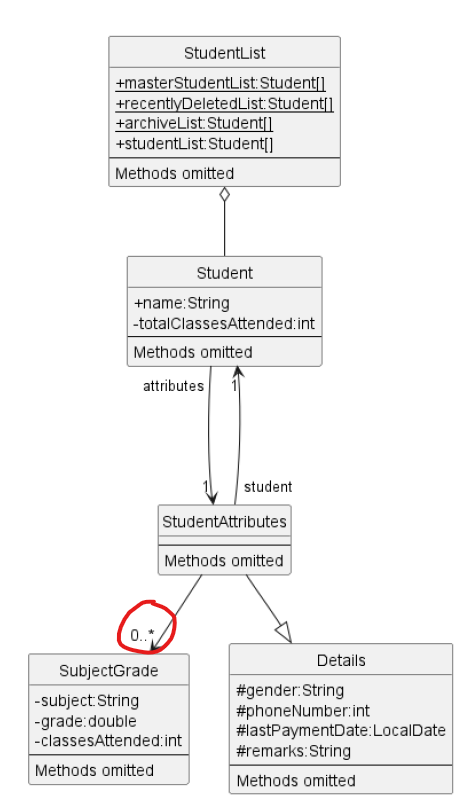 StudentList
+masterStudentList:Student[]
+recentlyDeletedList:Student[]
+archiveList:Student[]
+studentList:Student[]
Methods omitted
Student
+name:String
-totalClassesAttended:int
Methods omitted
attributes
1
1
student
StudentAttributes
Methods omitted
0..*
SubjectGrade
-subject:String
-grade:double
-classesAttended:int
Methods omitted
Details
#gender:String
#phoneNumber:int
#lastPaymentDate:LocalDate
#remarks:String
Methods omitted